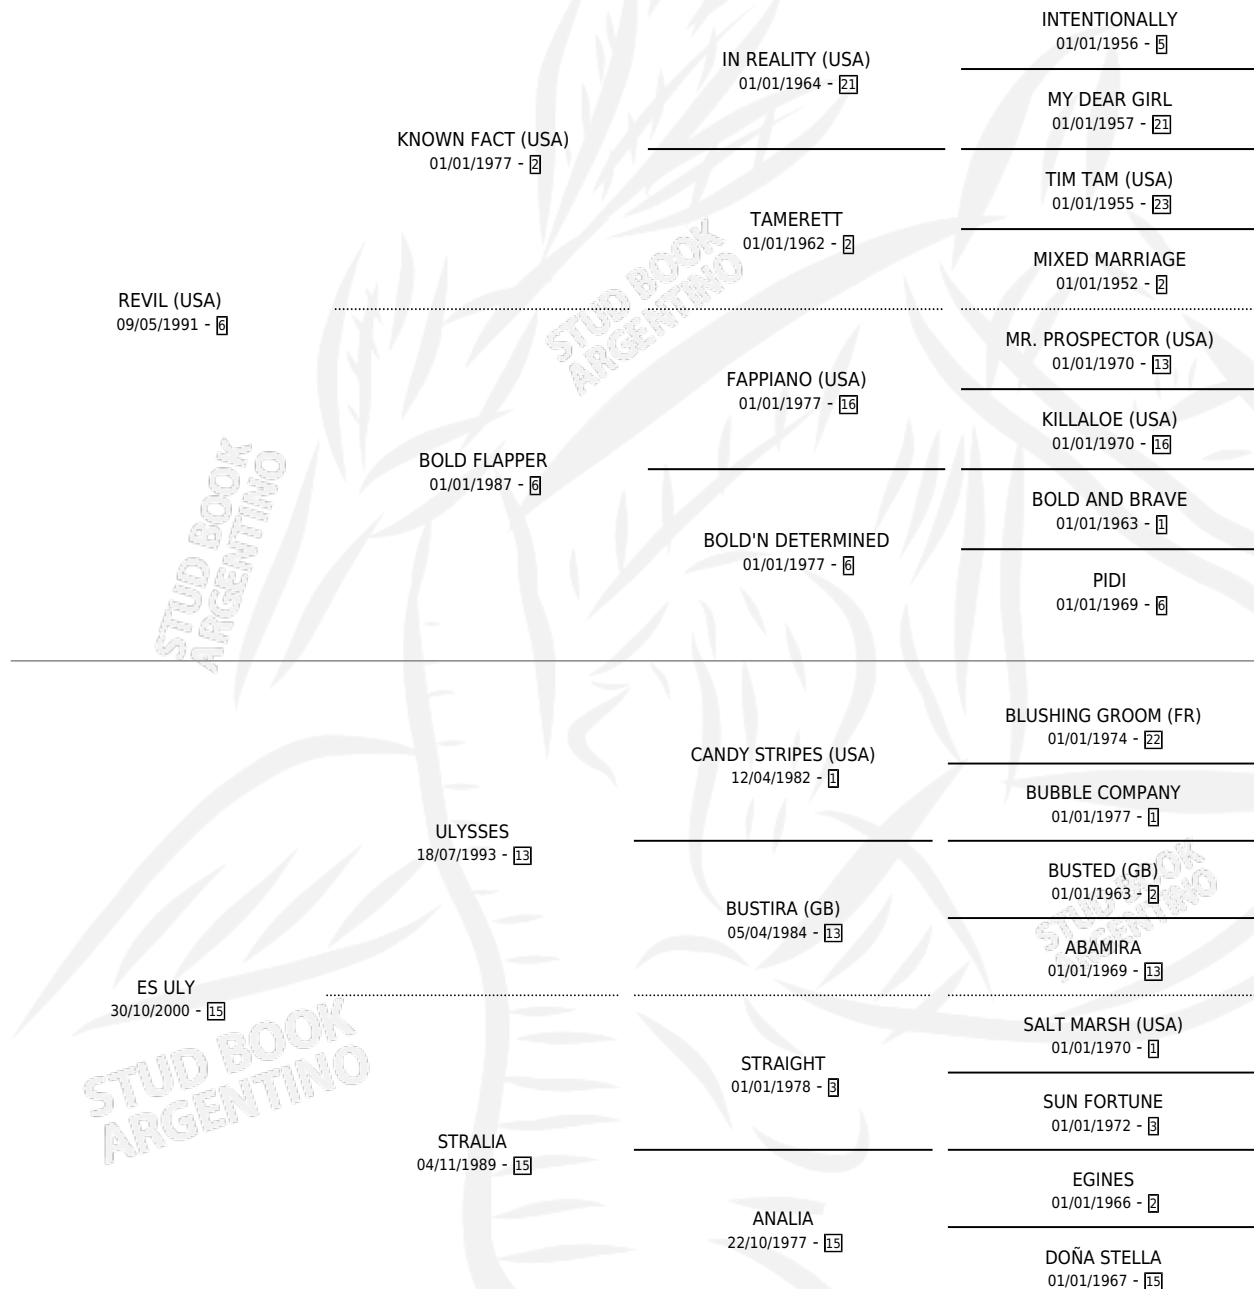 INTENTIONALLY
01/01/1956 - 5
IN REALITY (USA)
01/01/1964 - 21
MY DEAR GIRL
01/01/1957 - 21
KNOWN FACT (USA)
01/01/1977 - 2
TIM TAM (USA)
01/01/1955 - 23
TAMERETT
01/01/1962 - 2
MIXED MARRIAGE
01/01/1952 - 2
REVIL (USA)
09/05/1991 - 6
MR. PROSPECTOR (USA)
01/01/1970 - 13
FAPPIANO (USA)
01/01/1977 - 16
KILLALOE (USA)
01/01/1970 - 16
BOLD FLAPPER
01/01/1987 - 6
BOLD AND BRAVE
01/01/1963 - 1
BOLD'N DETERMINED
01/01/1977 - 6
PIDI
01/01/1969 - 6
BLUSHING GROOM (FR)
01/01/1974 - 22
CANDY STRIPES (USA)
12/04/1982 - 1
BUBBLE COMPANY
01/01/1977 - 1
ULYSSES
18/07/1993 - 13
BUSTED (GB)
01/01/1963 - 2
BUSTIRA (GB)
05/04/1984 - 13
ABAMIRA
01/01/1969 - 13
ES ULY
30/10/2000 - 15
SALT MARSH (USA)
01/01/1970 - 1
STRAIGHT
01/01/1978 - 3
SUN FORTUNE
01/01/1972 - 3
STRALIA
04/11/1989 - 15
EGINES
01/01/1966 - 2
ANALIA
22/10/1977 - 15
DOÑA STELLA
01/01/1967 - 15
STUD BOOK
ARGENTINO
STUD BOOK
ARGENTINO
STUD BOOK
ARGENTINO
STUD BOOK
ARGENTINO